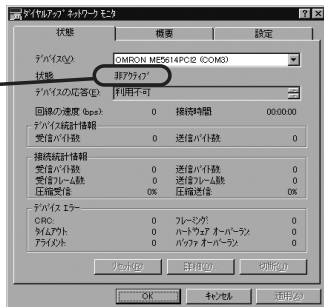 ダイヤルアップ ネットワーク モニタ
状態 概要 設定
デバイス(V): OMRON ME5614PCI2 (COM3)
状態 非アクティブ
デバイスの応答(E): 利用不可
回線の速度 (bps): 0 接続時間 00:00:00
デバイス統計情報
受信バイト数 0 送信バイト数 0
接続統計情報
受信バイト数 0 送信バイト数 0
受信フレーム数 0 送信フレーム数 0
圧縮受信: 0% 圧縮送信: 0%
デバイス エラー
CRC: 0 フレーミング: 0
タイムアウト: 0 ハードウェア オーバーラン: 0
アライメント: 0 バッファ オーバーラン: 0
リセット(R) 詳細(D)... 切断(U)
OK キャンセル 適用(A)